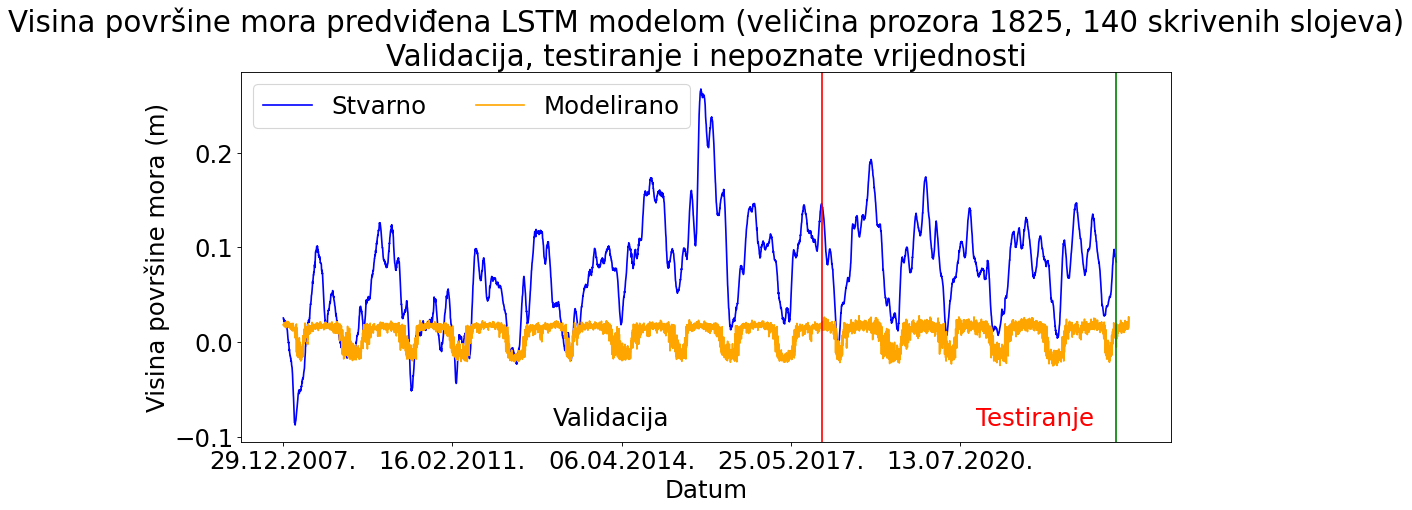 Visina površine mora predviđena LSTM modelom (veličina prozora 1825, 140 skrivenih slojeva)
Validacija, testiranje i nepoznate vrijednosti
Stvarno
Modelirano
Visina površine mora (m)
0.2
0.1
0.0
−0.1
Validacija
Testiranje
29.12.2007.
16.02.2011.
06.04.2014.
25.05.2017.
13.07.2020.
Datum